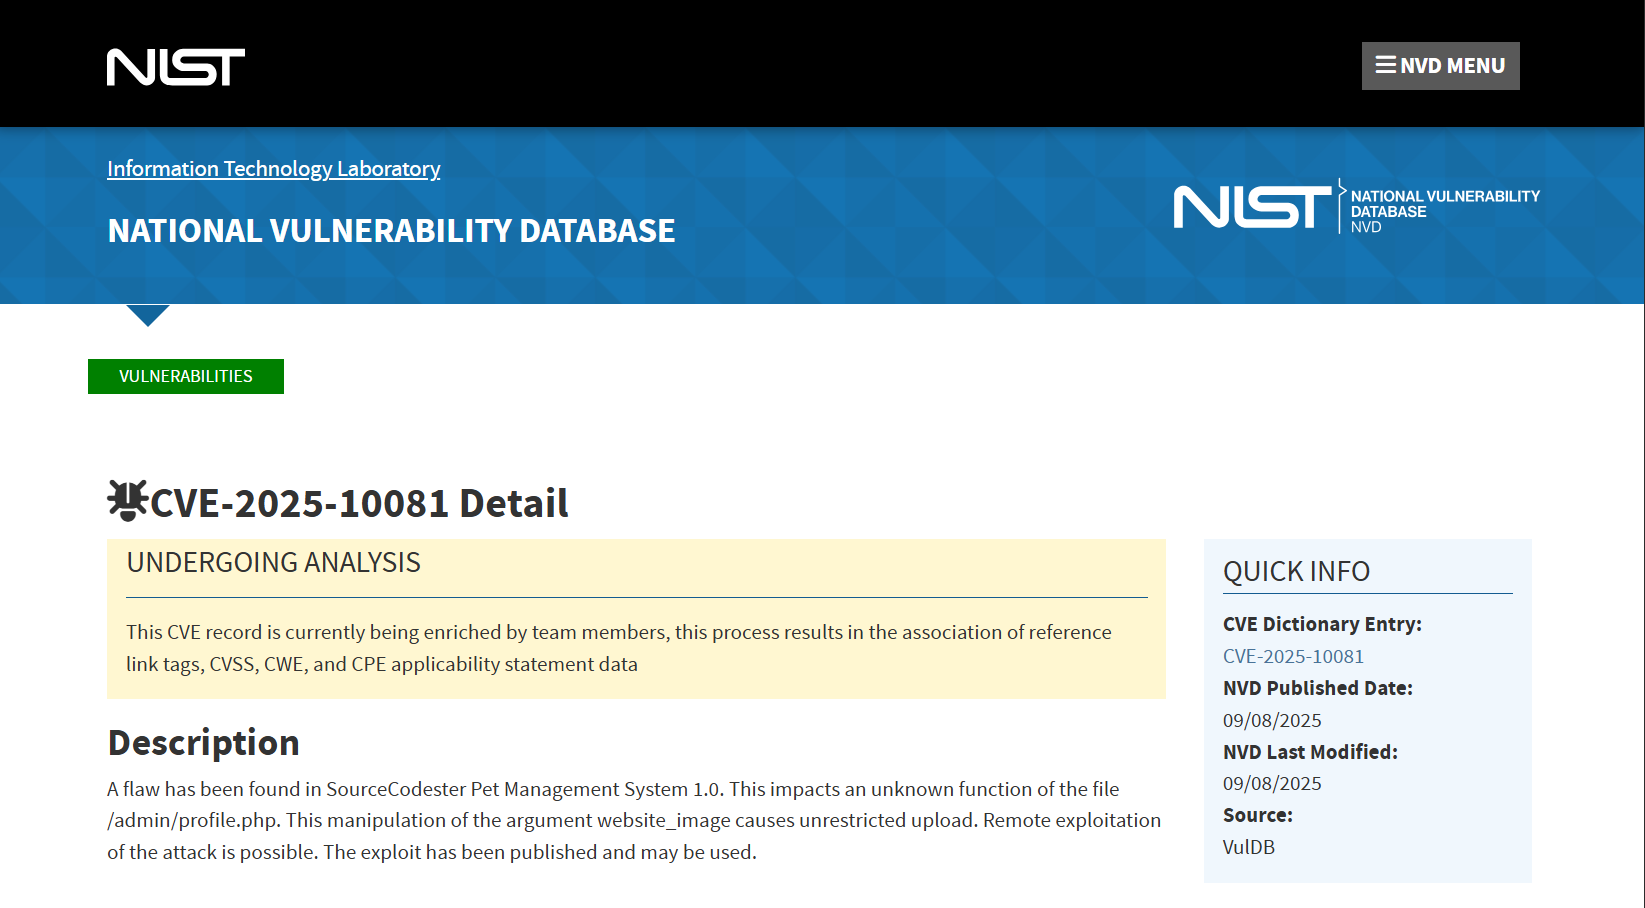 NIST
NVD MENU
Information Technology Laboratory
NATIONAL VULNERABILITY DATABASE
NIST
NATIONAL VULNERABILITY
DATABASE
NVD
VULNERABILITIES
CVE-2025-10081 Detail
UNDERGOING ANALYSIS
This CVE record is currently being enriched by team members, this process results in the association of reference
link tags, CVSS, CWE, and CPE applicability statement data
Description
A flaw has been found in SourceCodester Pet Management System 1.0. This impacts an unknown function of the file
/admin/profile.php. This manipulation of the argument website_image causes unrestricted upload. Remote exploitation
of the attack is possible. The exploit has been published and may be used.
QUICK INFO
CVE Dictionary Entry:
CVE-2025-10081
NVD Published Date:
09/08/2025
NVD Last Modified:
09/08/2025
Source:
VulDB